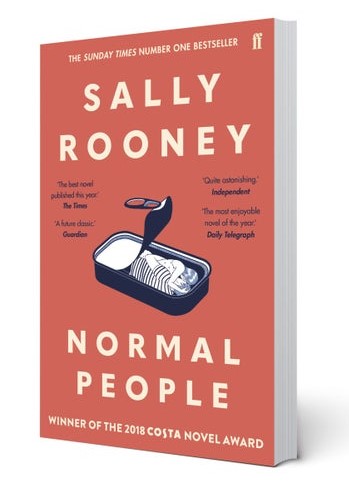 THE SUNDAY TIMES NUMBER ONE BESTSELLER
ff
SALLY
ROONEY
'The best novel
published this year.'
The Times
'A future classic.'
Guardian
'Quite astonishing.'
Independent
'The most enjoyable
novel of the year.'
Daily Telegraph
NORMAL
PEOPLE
WINNER OF THE 2018 COSTA NOVEL AWARD